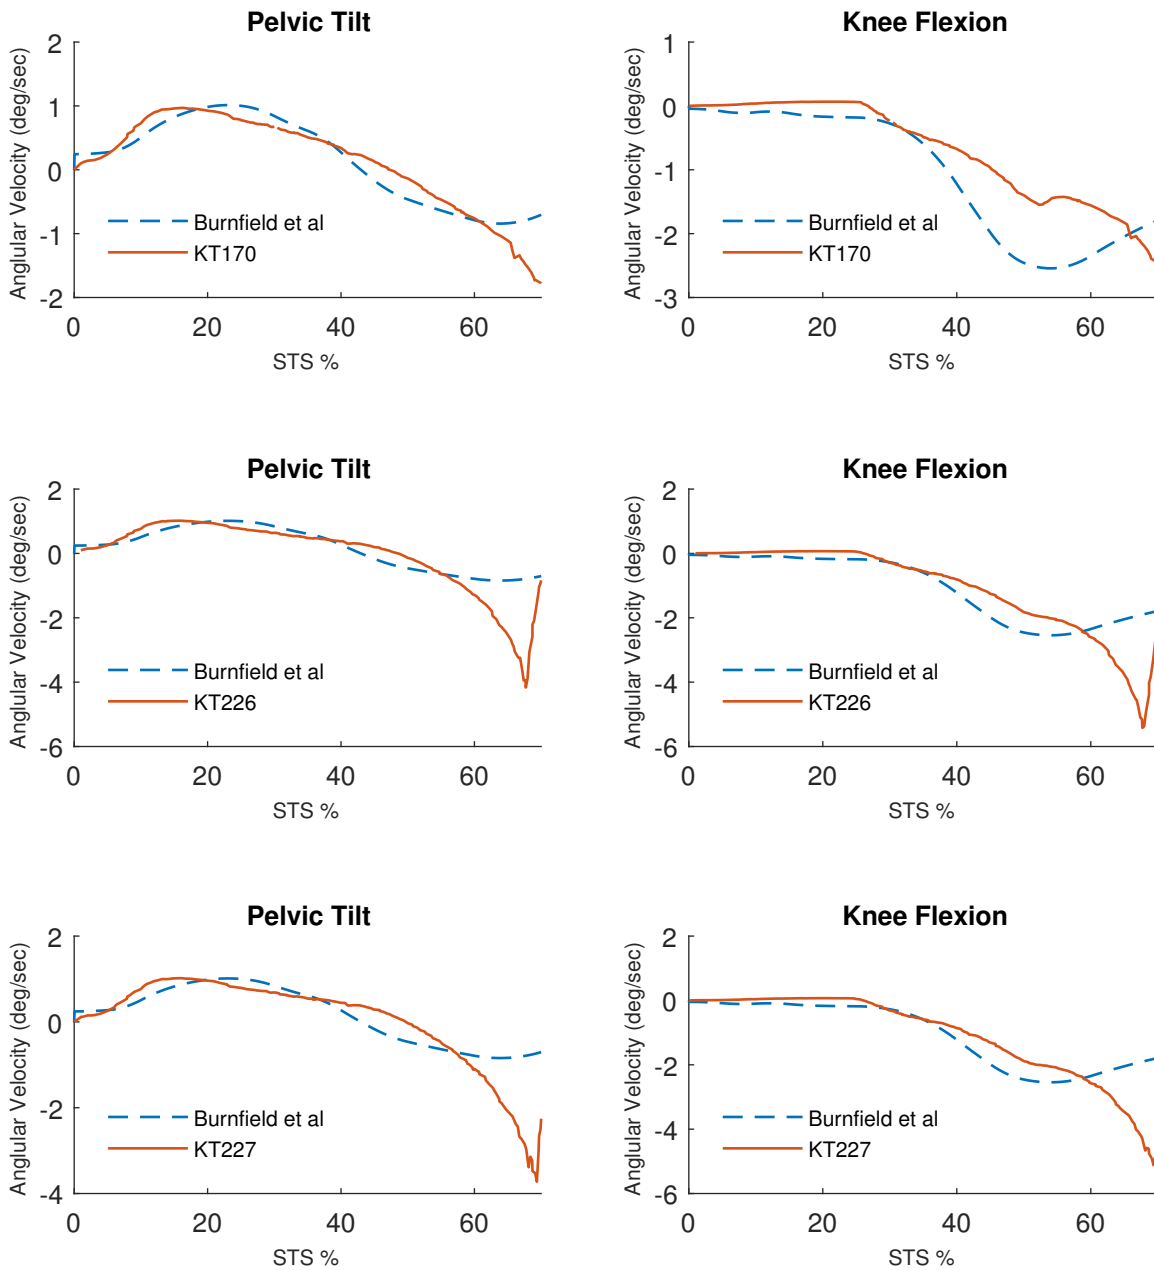 Pelvic Tilt
Anglular Velocity (deg/sec)
2
1
0
-1
-2
Burnfield et al
KT170
0 20 40 60
STS %
Knee Flexion
Anglular Velocity (deg/sec)
1
0
-1
-2
-3
Burnfield et al
KT170
0 20 40 60
STS %
Pelvic Tilt
Anglular Velocity (deg/sec)
2
0
-2
-4
-6
Burnfield et al
KT226
0 20 40 60
STS %
Knee Flexion
Anglular Velocity (deg/sec)
2
0
-2
-4
-6
Burnfield et al
KT226
0 20 40 60
STS %
Pelvic Tilt
Anglular Velocity (deg/sec)
2
0
-2
-4
Burnfield et al
KT227
0 20 40 60
STS %
Knee Flexion
Anglular Velocity (deg/sec)
2
0
-2
-4
-6
Burnfield et al
KT227
0 20 40 60
STS %